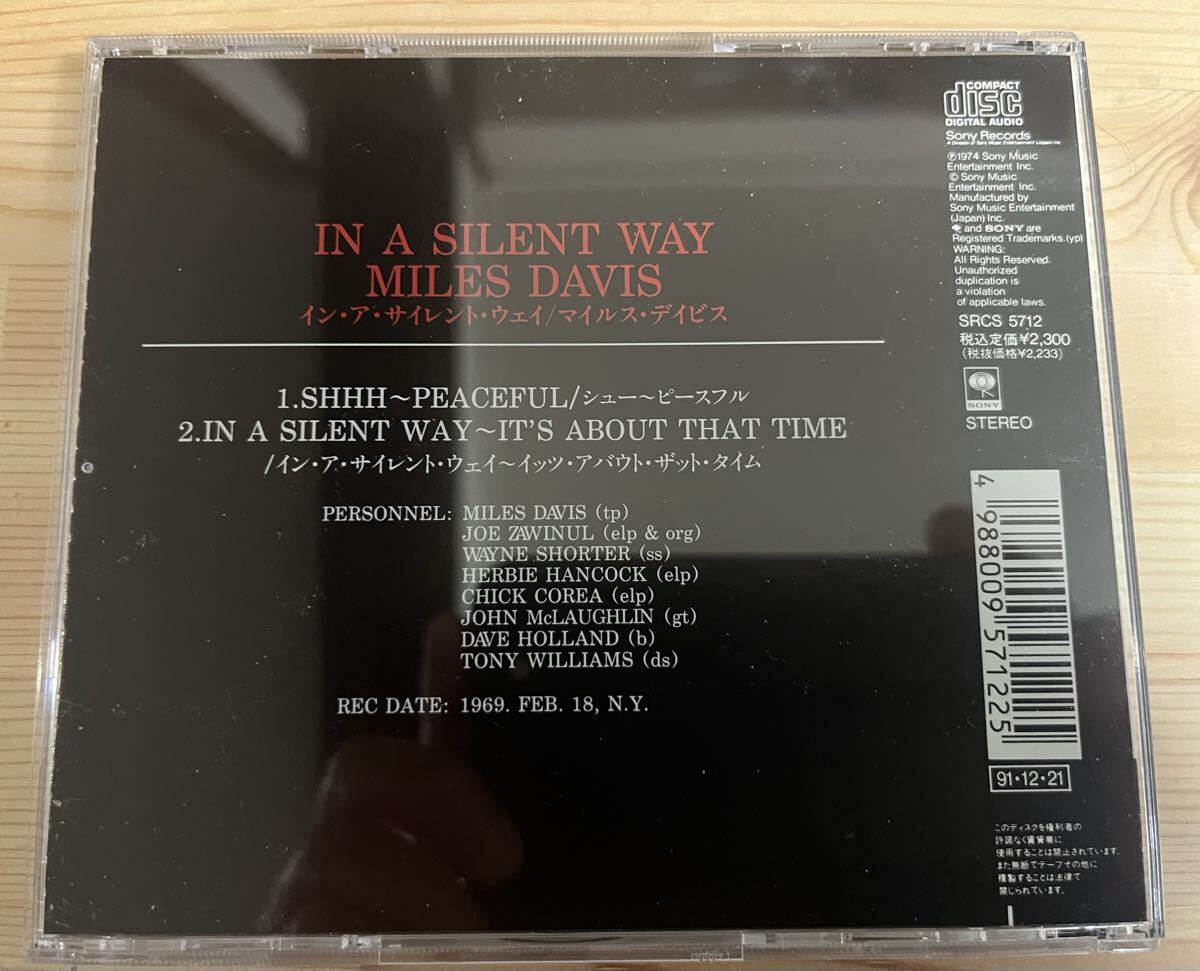 IN A SILENT WAY
MILES DAVIS
イン・ア・サイレント・ウェイ/マイルス・デイビス
1.SHHH～PEACEFUL/シュー～ピースフル
2.IN A SILENT WAY～IT'S ABOUT THAT TIME
/イン・ア・サイレント・ウェイ～イッツ・アバウト・ザット・タイム
PERSONNEL: MILES DAVIS (tp)
JOE ZAWINUL (elp & org)
WAYNE SHORTER (ss)
HERBIE HANCOCK (elp)
CHICK COREA (elp)
JOHN McLAUGHLIN (gt)
DAVE HOLLAND (b)
TONY WILLIAMS (ds)
REC DATE: 1969. FEB. 18, N.Y.
COMPACT
disc
DIGITAL AUDIO
Sony Records
A Division of Sony Music Entertainment (Japan) Inc.
℗1974 Sony Music
Entertainment Inc.
© Sony Music
Entertainment Inc.
Manufactured by
Sony Music Entertainment
(Japan) Inc.
and SONY are
Registered Trademarks.(yp)
WARNING:
All Rights Reserved.
Unauthorized
duplication is
a violation
of applicable laws.
SRCS 5712
税込定価¥2,300
(税抜価格¥2,233)
SONY
STEREO
4 988009 571225
91・12・21
このディスクを権利者の
許諾なく賃貸業に
使用することは禁止されています。
また無断でテープその他に
複製することは法律で
禁じられています。